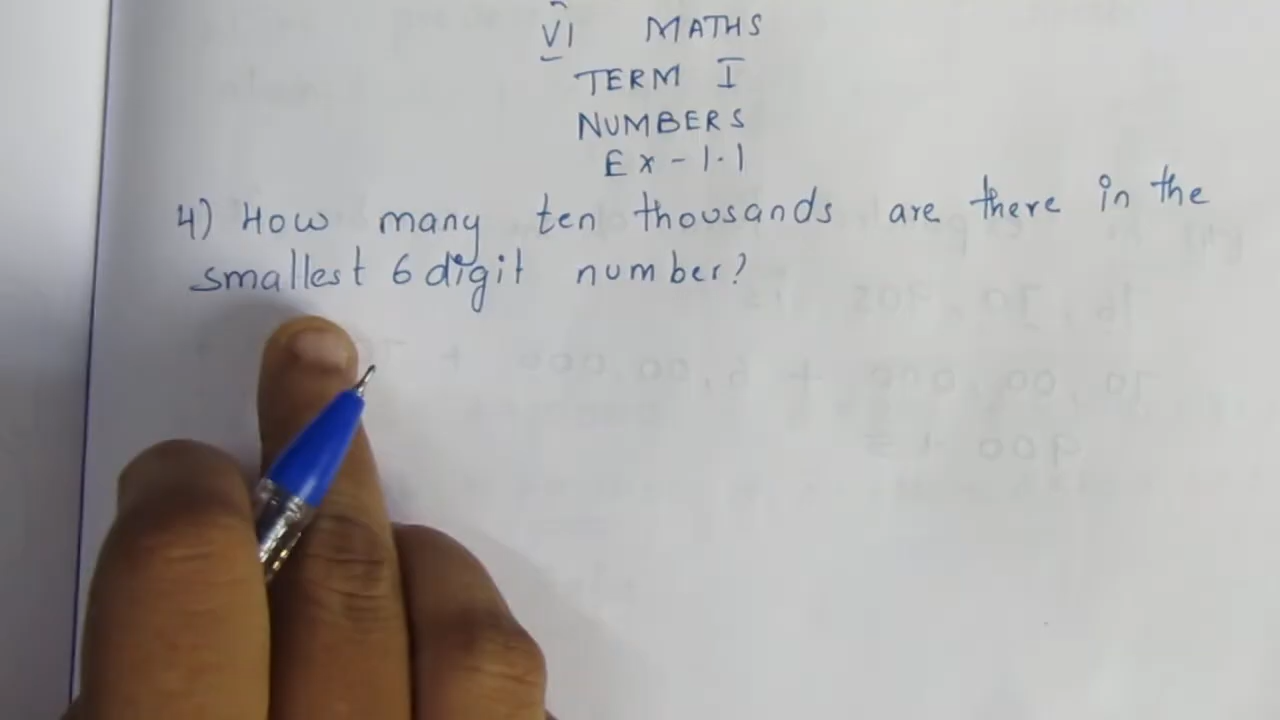 VI MATHS
TERM I
NUMBERS
Ex - 1.1
4) How many ten thousands are there in the
smallest 6 digit number?